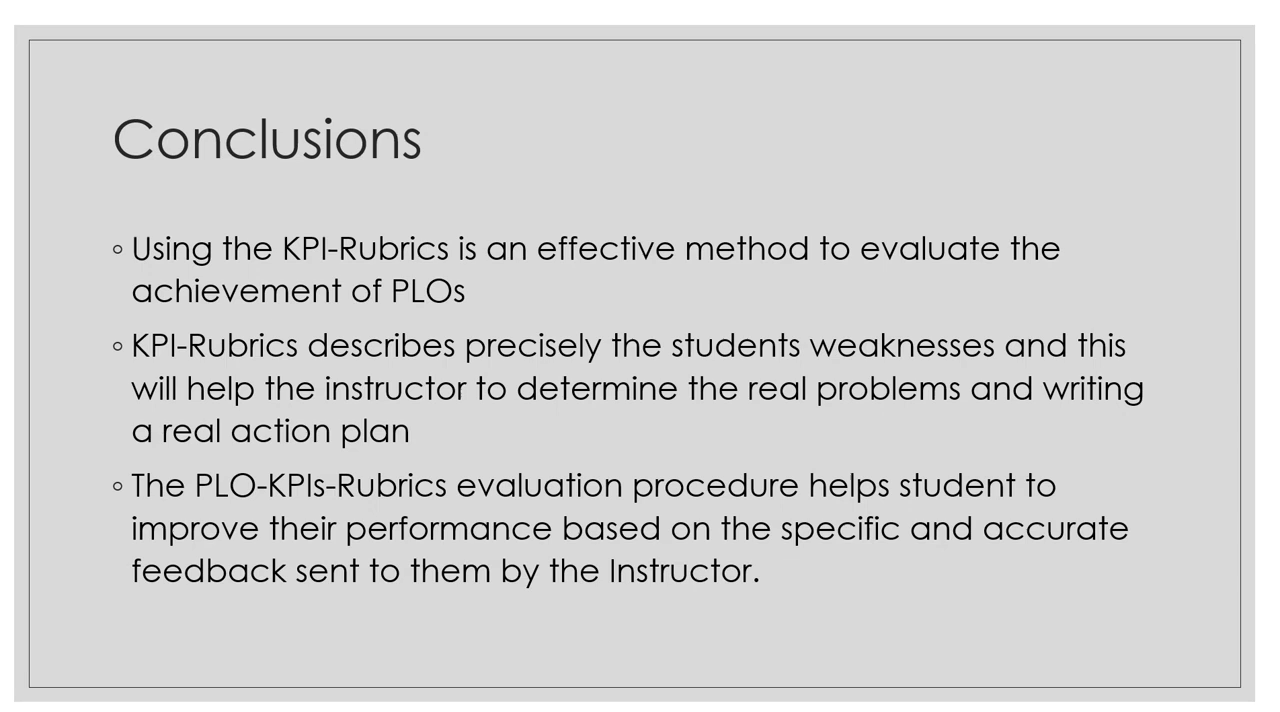 Conclusions
◦ Using the KPI-Rubrics is an effective method to evaluate the
achievement of PLOs
◦ KPI-Rubrics describes precisely the students weaknesses and this
will help the instructor to determine the real problems and writing
a real action plan
◦ The PLO-KPIs-Rubrics evaluation procedure helps student to
improve their performance based on the specific and accurate
feedback sent to them by the Instructor.